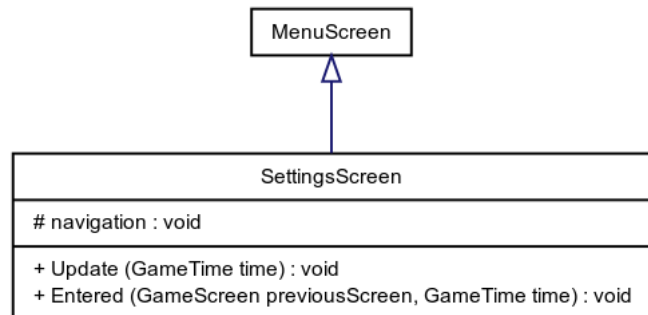 MenuScreen
SettingsScreen
# navigation : void
+ Update (GameTime time) : void
+ Entered (GameScreen previousScreen, GameTime time) : void